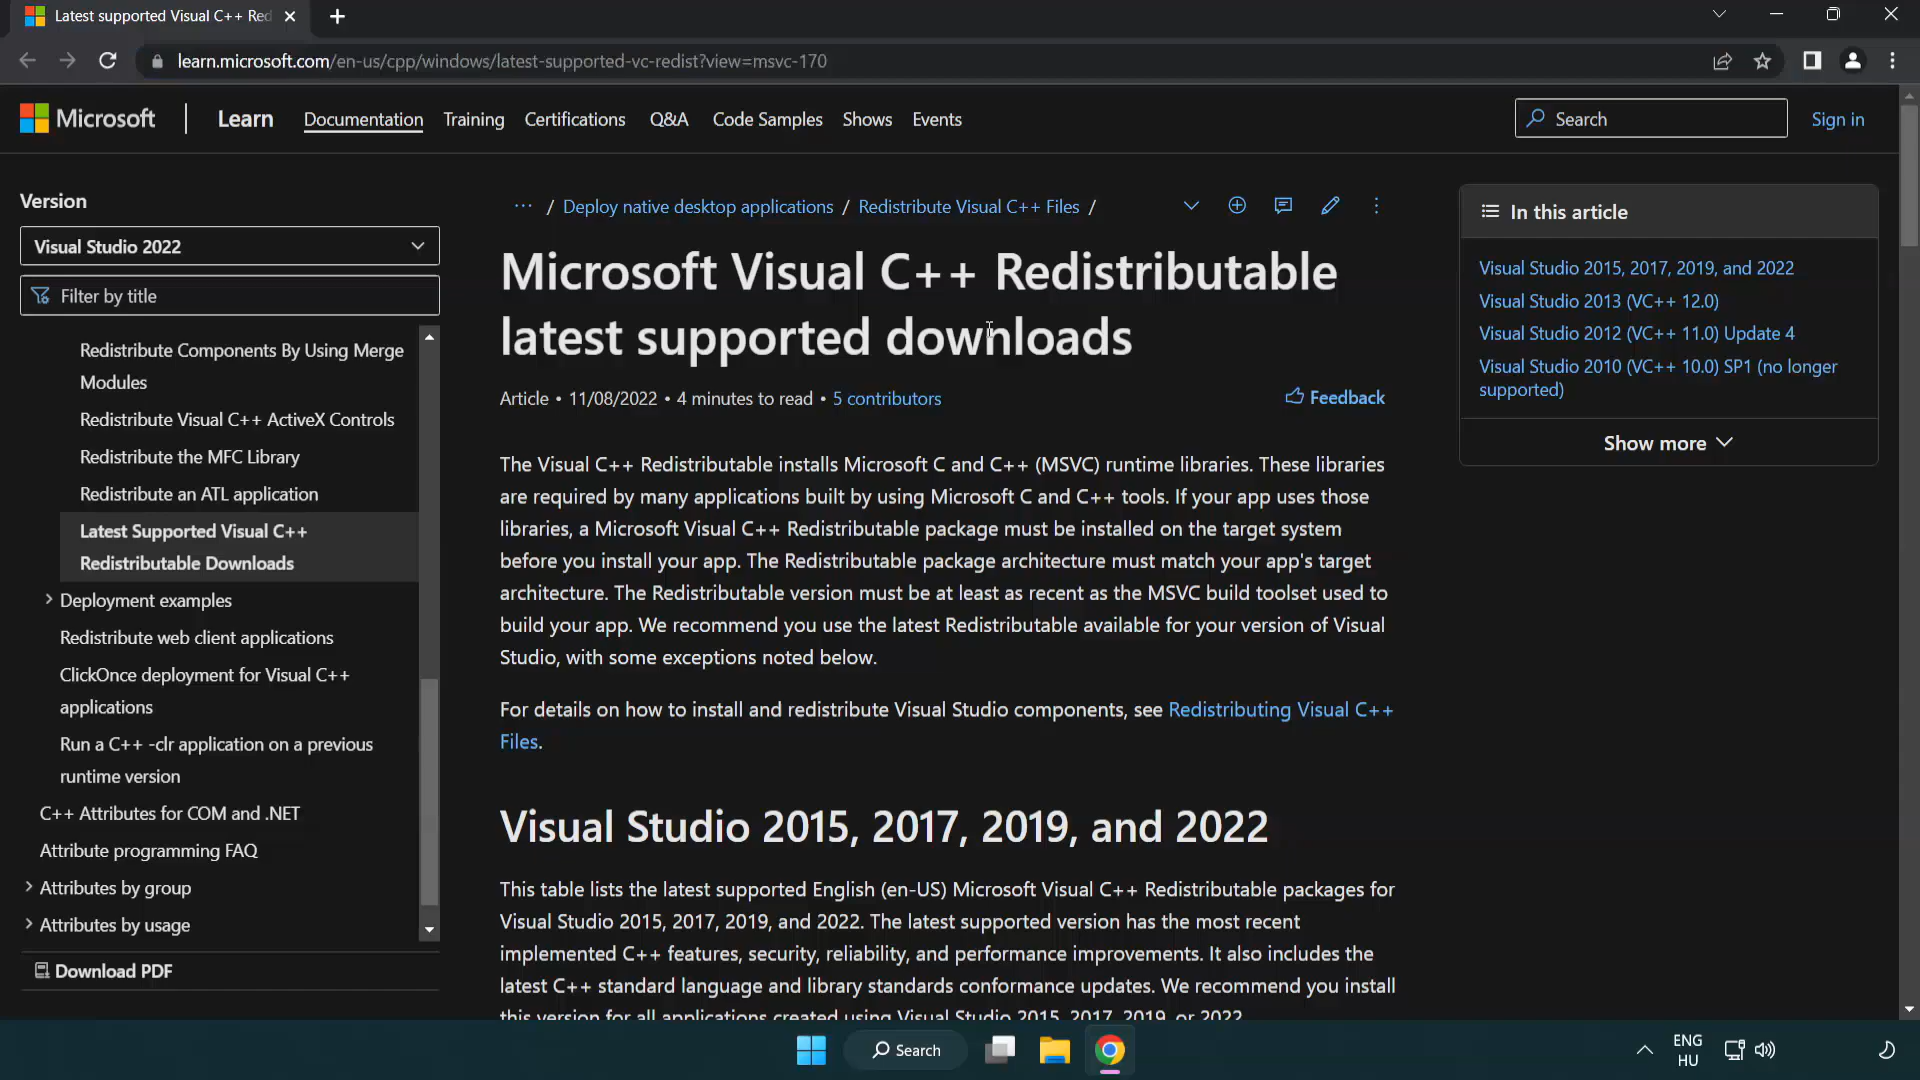 Latest supported Visual C++ Red
learn.microsoft.com/en-us/cpp/windows/latest-supported-vc-redist?view=msvc-170
Microsoft
Learn
Documentation
Training
Certifications
Q&A
Code Samples
Shows
Events
Search
Sign in
Version
Visual Studio 2022
Filter by title
Redistribute Components By Using Merge
Modules
Redistribute Visual C++ ActiveX Controls
Redistribute the MFC Library
Redistribute an ATL application
Latest Supported Visual C++
Redistributable Downloads
Deployment examples
Redistribute web client applications
ClickOnce deployment for Visual C++
applications
Run a C++ -clr application on a previous
runtime version
C++ Attributes for COM and .NET
Attribute programming FAQ
Attributes by group
Attributes by usage
Download PDF
··· / Deploy native desktop applications / Redistribute Visual C++ Files /
Microsoft Visual C++ Redistributable
latest supported downloads
Article • 11/08/2022 • 4 minutes to read • 5 contributors
Feedback
The Visual C++ Redistributable installs Microsoft C and C++ (MSVC) runtime libraries. These libraries
are required by many applications built by using Microsoft C and C++ tools. If your app uses those
libraries, a Microsoft Visual C++ Redistributable package must be installed on the target system
before you install your app. The Redistributable package architecture must match your app's target
architecture. The Redistributable version must be at least as recent as the MSVC build toolset used to
build your app. We recommend you use the latest Redistributable available for your version of Visual
Studio, with some exceptions noted below.
For details on how to install and redistribute Visual Studio components, see Redistributing Visual C++
Files.
Visual Studio 2015, 2017, 2019, and 2022
This table lists the latest supported English (en-US) Microsoft Visual C++ Redistributable packages for
Visual Studio 2015, 2017, 2019, and 2022. The latest supported version has the most recent
implemented C++ features, security, reliability, and performance improvements. It also includes the
latest C++ standard language and library standards conformance updates. We recommend you install
this version for all applications created using Visual Studio 2015, 2017, 2019, or 2022.
In this article
Visual Studio 2015, 2017, 2019, and 2022
Visual Studio 2013 (VC++ 12.0)
Visual Studio 2012 (VC++ 11.0) Update 4
Visual Studio 2010 (VC++ 10.0) SP1 (no longer
supported)
Show more
Search
ENG
HU